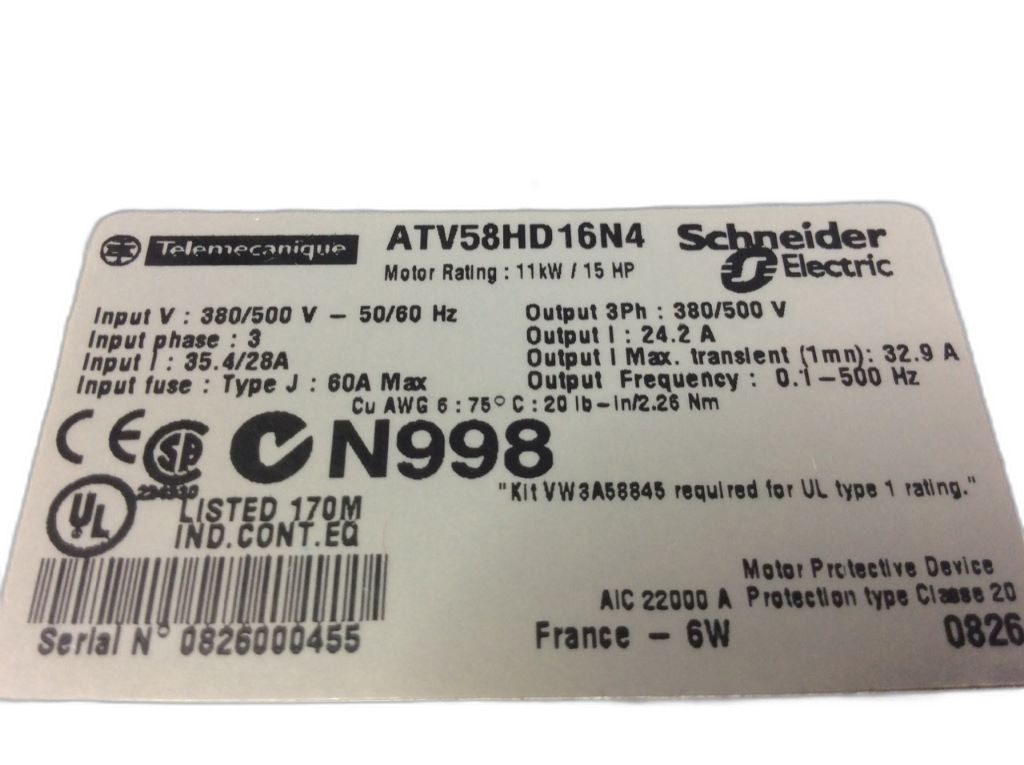 Telemecanique
ATV58HD16N4
Schneider
Electric
Motor Rating : 11kW / 15 HP
Input V : 380/500 V – 50/60 Hz
Input phase : 3
Input I : 35.4/28A
Input fuse : Type J : 60A Max
Output 3Ph : 380/500 V
Output I : 24.2 A
Output I Max. transient (1mn): 32.9 A
Output Frequency : 0.1–500 Hz
Cu AWG 6 : 75° C : 20 lb–in/2.26 Nm
CE
SP
N998
UL
LISTED 170M
IND.CONT.EQ
"Kit VW3A58845 required for UL type 1 rating."
Motor Protective Device
AIC 22000 A Protection type Classe 20
Serial N° 0826000455
France – 6W
0826